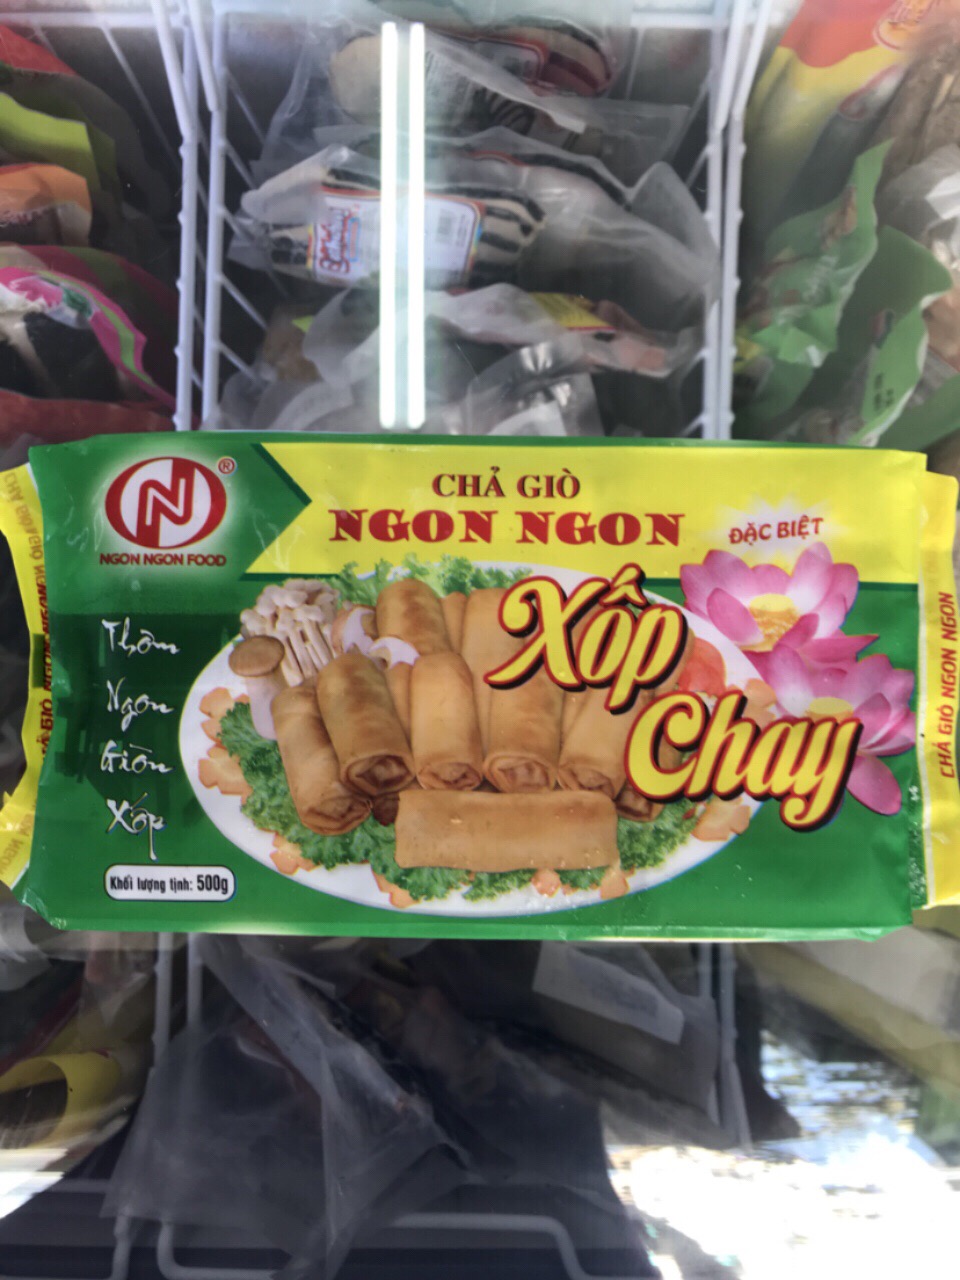 N®
NGON NGON FOOD
CHẢ GIÒ
NGON NGON
ĐẶC BIỆT
Xốp
Chay
Thơm
Ngon
Giòn
Xốp
Khối lượng tịnh: 500g
CHẢ GIÒ NGON NGON